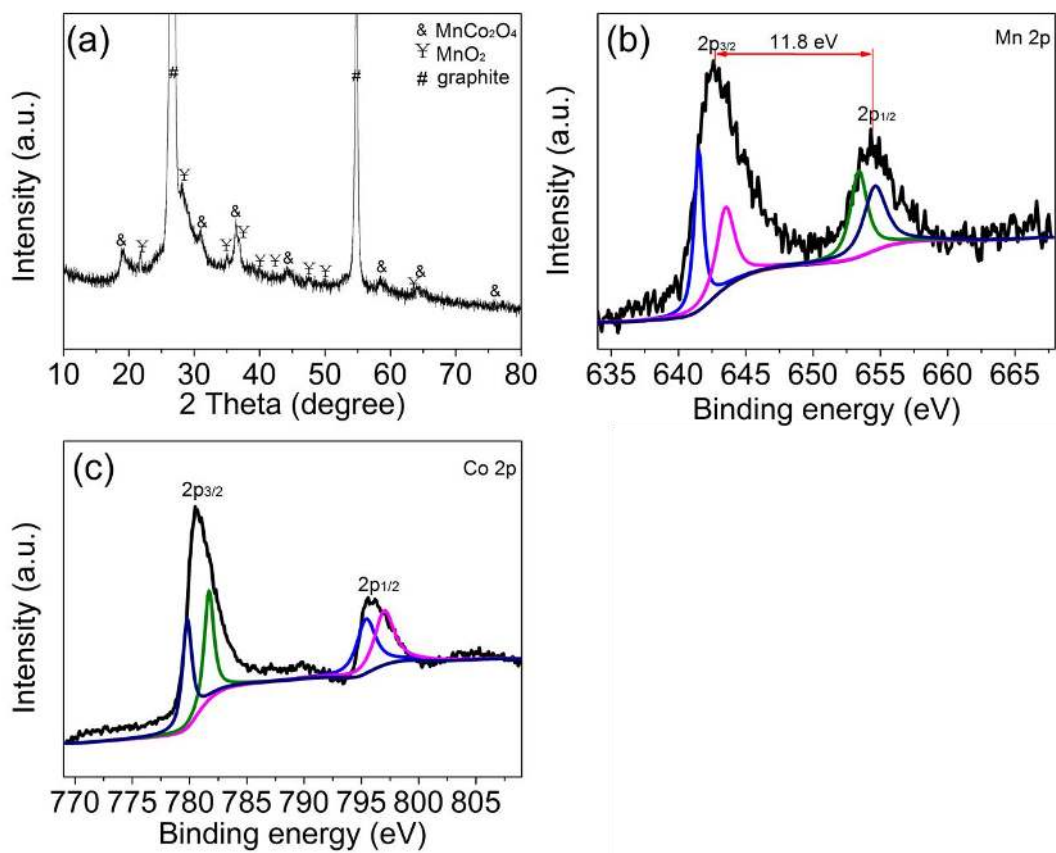 (a)
& MnCo₂O₄
¥ MnO₂
# graphite
#
#
¥
&
&
&
¥
¥
¥
¥ ¥
&
¥ ¥
&
¥
&
&
Intensity (a.u.)
10 20 30 40 50 60 70 80
2 Theta (degree)
(b)
2p3/2
11.8 eV
Mn 2p
2p1/2
Intensity (a.u.)
635 640 645 650 655 660 665
Binding energy (eV)
(c)
Co 2p
2p3/2
2p1/2
Intensity (a.u.)
770 775 780 785 790 795 800 805
Binding energy (eV)